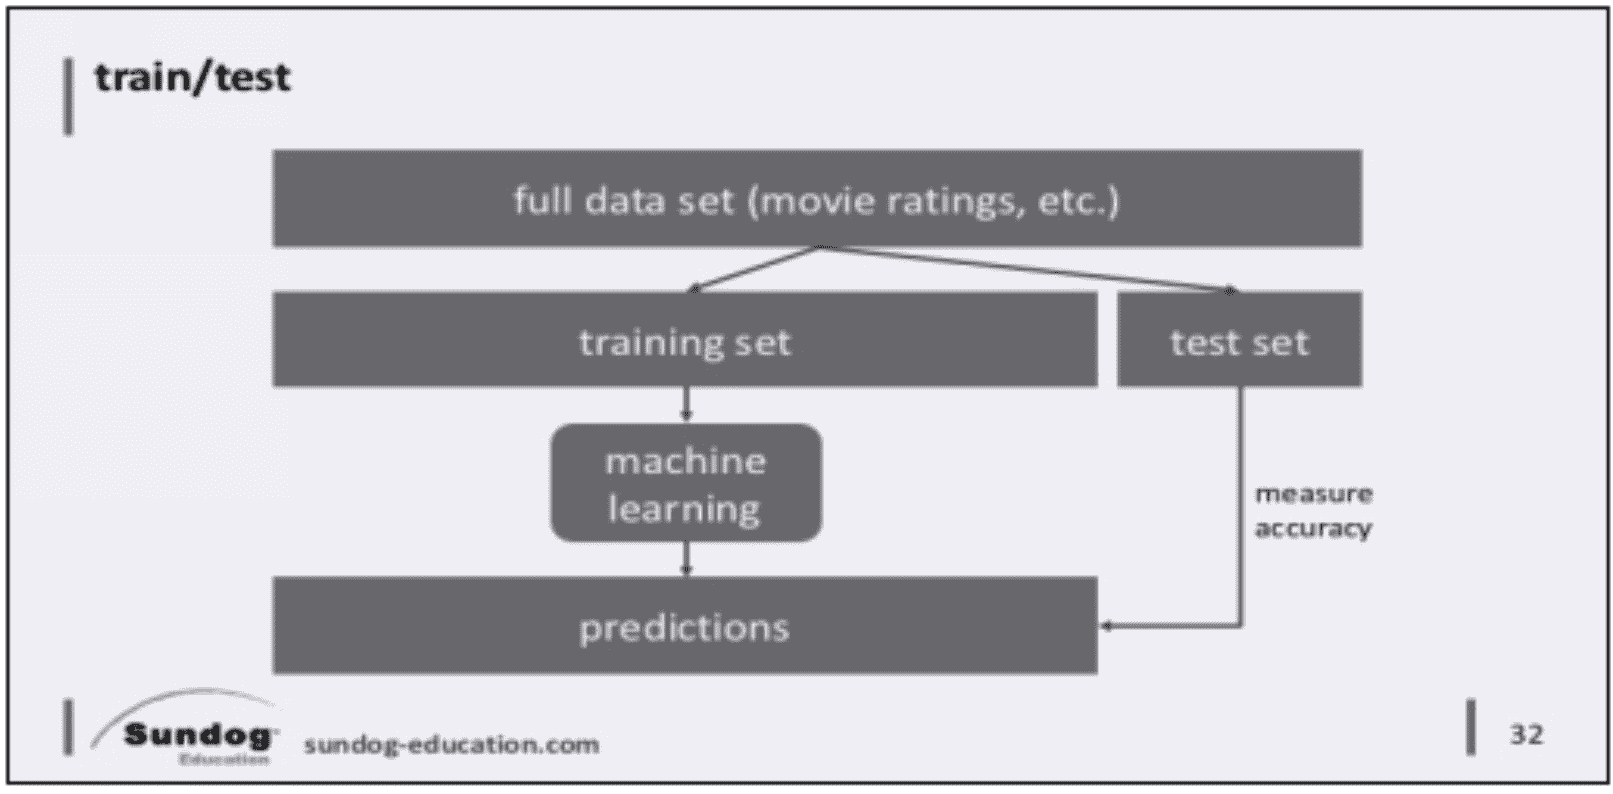 train/test
full data set (movie ratings, etc.)
training set
test set
machine
learning
measure
accuracy
predictions
Sundog
Education
sundog-education.com
32